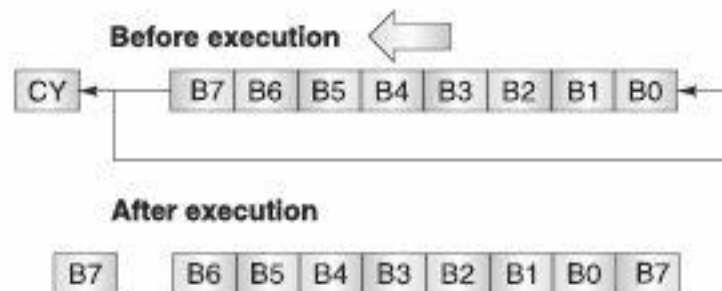 Before execution
CY B7 B6 B5 B4 B3 B2 B1 B0
After execution
B7 B6 B5 B4 B3 B2 B1 B0 B7